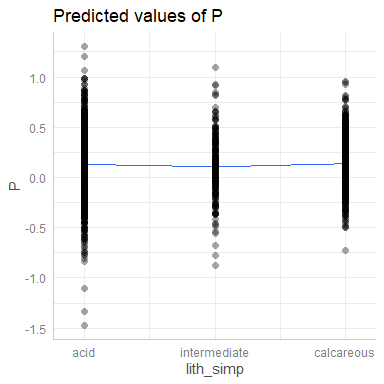 Predicted values of P
1.0
0.5
0.0
-0.5
-1.0
-1.5
P
acid intermediate calcareous
lith_simp